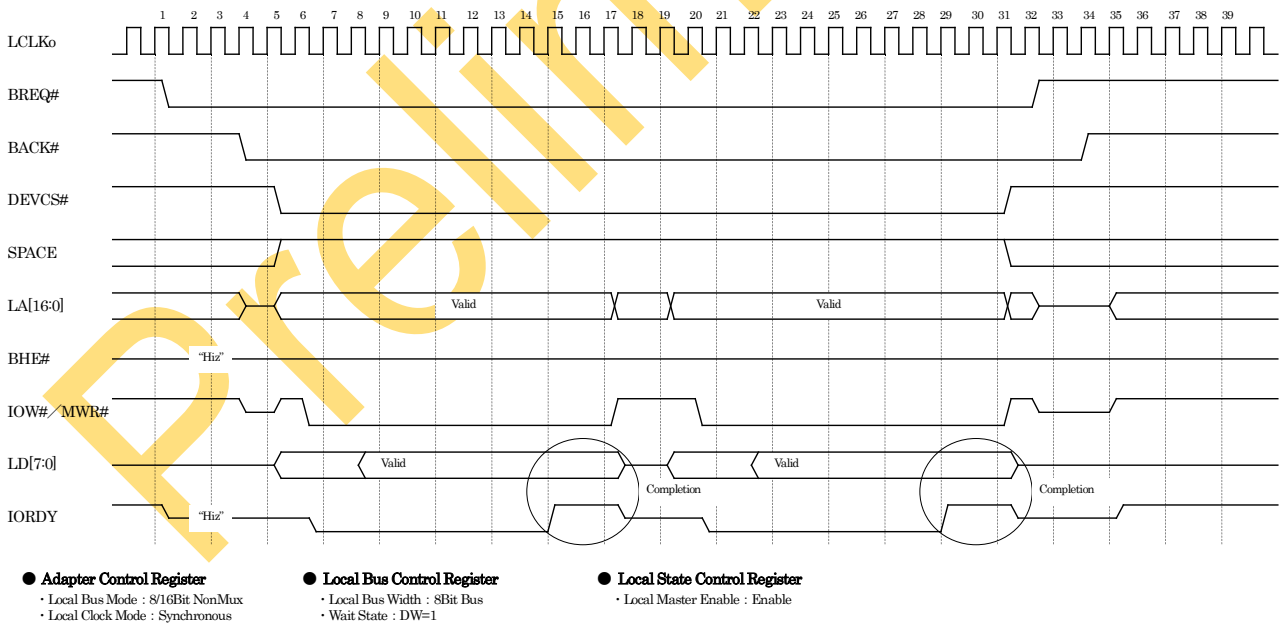 1 2 3 4 5 6 7 8 9 10 11 12 13 14 15 16 17 18 19 20 21 22 23 24 25 26 27 28 29 30 31 32 33 34 35 36 37 38 39
LCLKo
BREQ#
BACK#
DEVCS#
SPACE
LA[16:0] Valid Valid
BHE# "Hiz"
IOW#/MWR#
LD[7:0] Valid Valid
Completion Completion
IORDY "Hiz"
● Adapter Control Register
・Local Bus Mode : 8/16Bit NonMux
・Local Clock Mode : Synchronous
● Local Bus Control Register
・Local Bus Width : 8Bit Bus
・Wait State : DW=1
● Local State Control Register
・Local Master Enable : Enable
Prelim